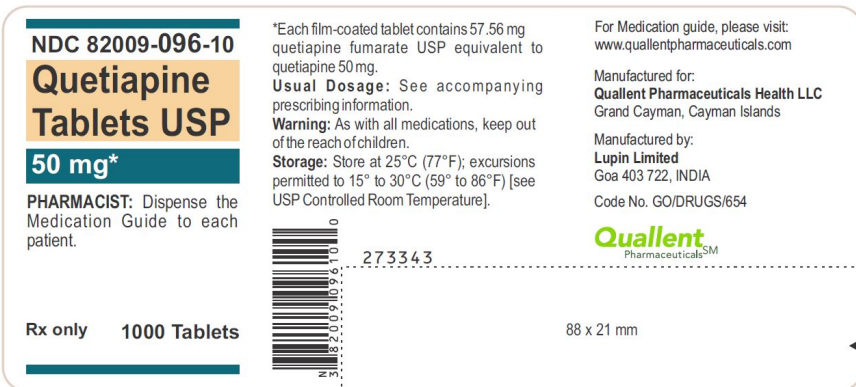 NDC 82009-096-10
Quetiapine
Tablets USP
50 mg*
PHARMACIST: Dispense the
Medication Guide to each
patient.
Rx only 1000 Tablets
*Each film-coated tablet contains 57.56 mg
quetiapine fumarate USP equivalent to
quetiapine 50 mg.
Usual Dosage: See accompanying
prescribing information.
Warning: As with all medications, keep out
of the reach of children.
Storage: Store at 25°C (77°F); excursions
permitted to 15° to 30°C (59° to 86°F) [see
USP Controlled Room Temperature].
N
3 82009 09610 0
273343
For Medication guide, please visit:
www.quallentpharmaceuticals.com
Manufactured for:
Quallent Pharmaceuticals Health LLC
Grand Cayman, Cayman Islands
Manufactured by:
Lupin Limited
Goa 403 722, INDIA
Code No. GO/DRUGS/654
Quallent
Pharmaceuticals SM
88 x 21 mm